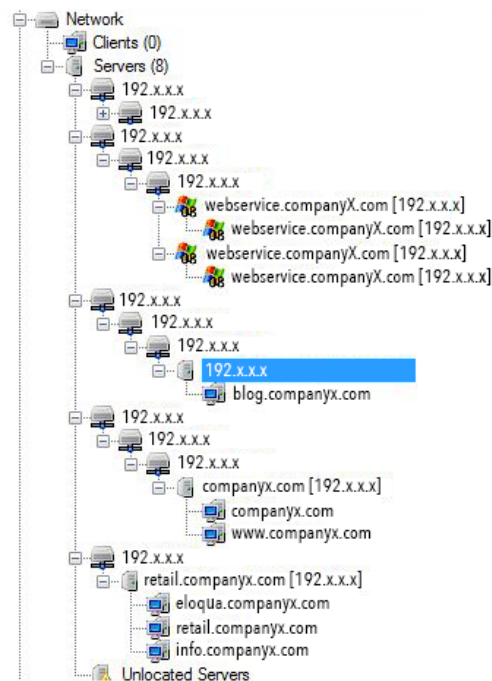 Network
Clients (0)
Servers (8)
192.x.x.x
192.x.x.x
192.x.x.x
192.x.x.x
192.x.x.x
webservice.companyX.com [192.x.x.x]
webservice.companyX.com [192.x.x.x]
webservice.companyX.com [192.x.x.x]
webservice.companyX.com [192.x.x.x]
192.x.x.x
192.x.x.x
192.x.x.x
192.x.x.x
blog.companyx.com
192.x.x.x
192.x.x.x
192.x.x.x
companyx.com [192.x.x.x]
companyx.com
www.companyx.com
192.x.x.x
retail.companyx.com [192.x.x.x]
eloqua.companyx.com
retail.companyx.com
info.companyx.com
Unlocated Servers